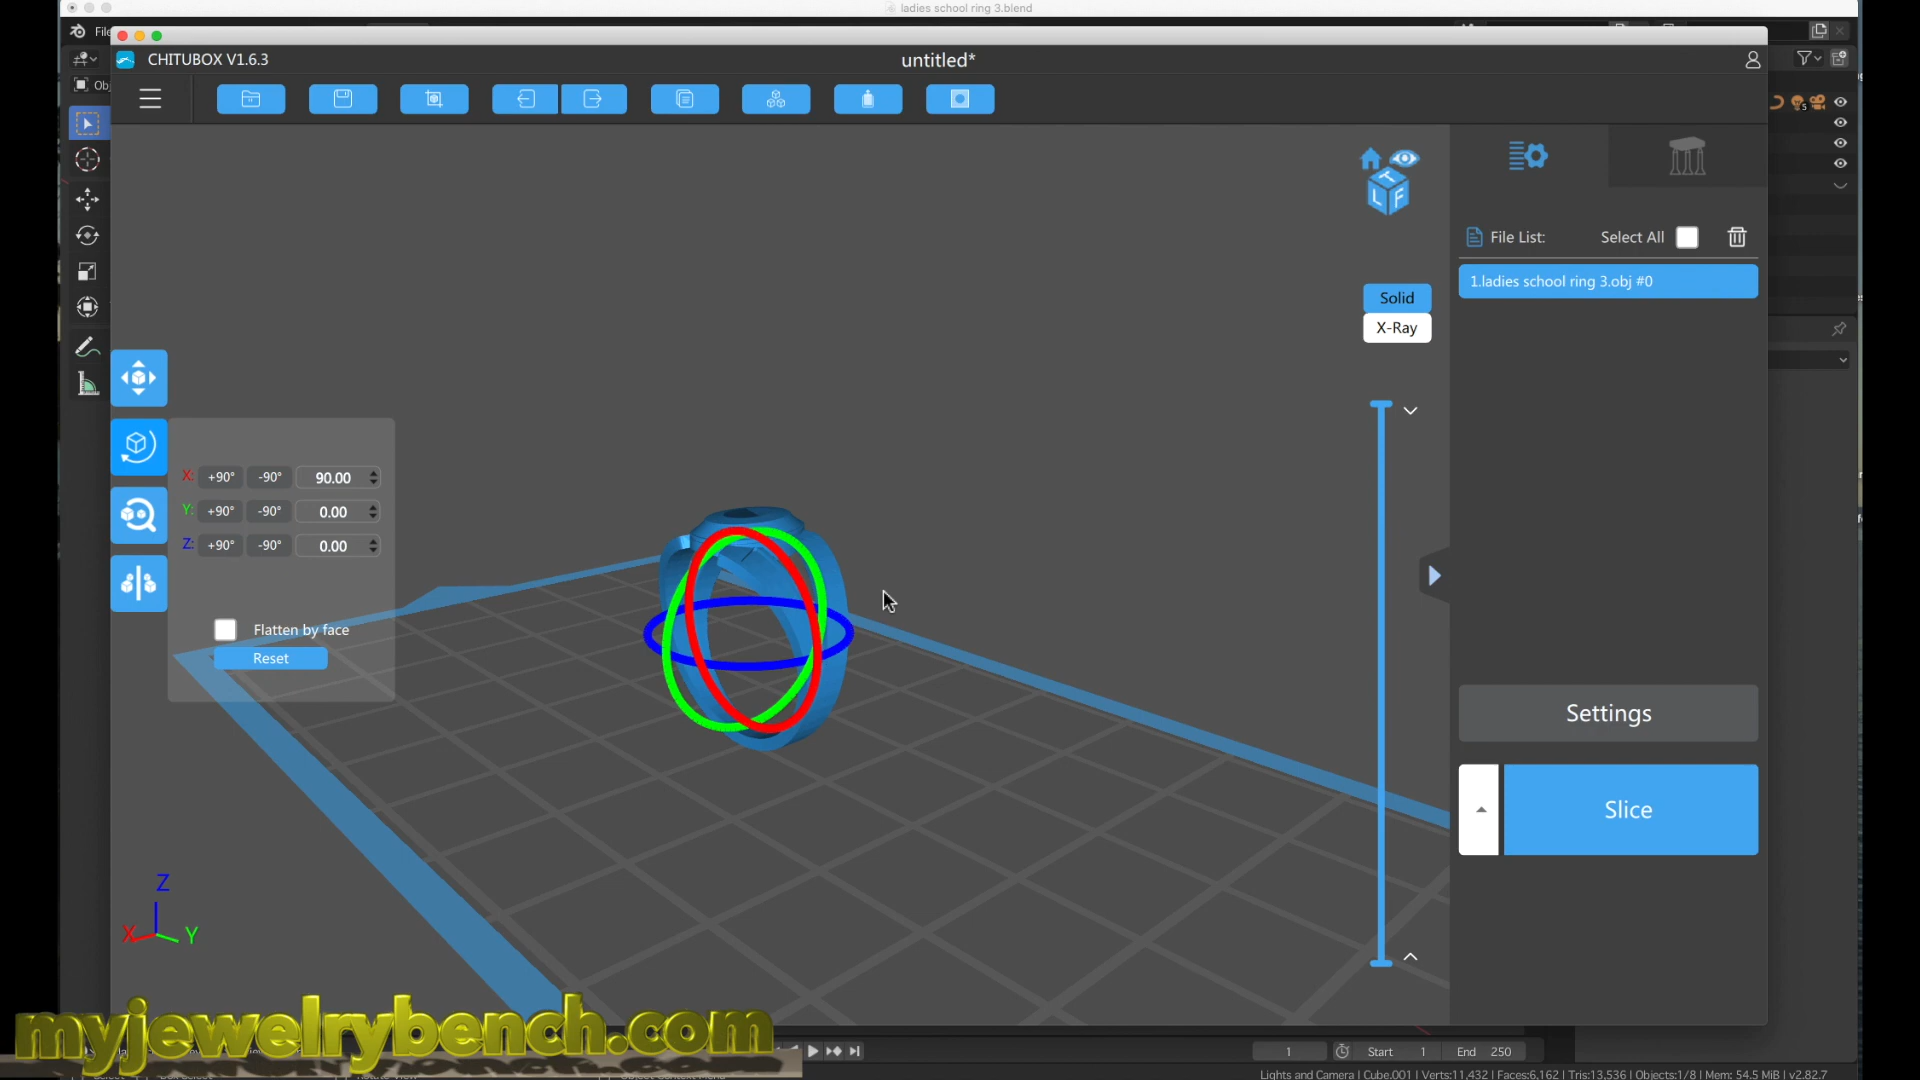 ladies school ring 3.blend
File
CHITUBOX V1.6.3
untitled*
Obj
T
L F
File List: Select All
1.ladies school ring 3.obj #0
Solid
X-Ray
X: +90° -90° 90.00
Y: +90° -90° 0.00
Z: +90° -90° 0.00
Flatten by face
Reset
Settings
Slice
Z
X Y
myjewelrybench.com
1 Start 1 End 250
Lights and Camera | Cube.001 | Verts:11,432 | Faces:6,162 | Tris:13,536 | Objects:1/8 | Mem: 54.5 MiB | v2.82.7